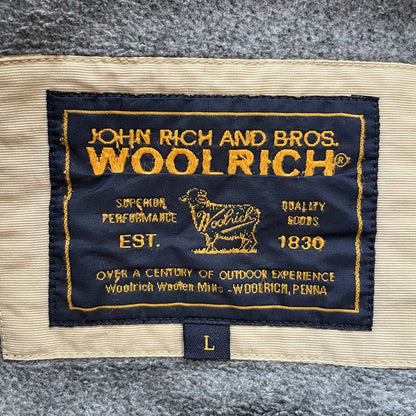 JOHN RICH AND BROS.
WOOLRICH®
SUPERIOR PERFORMANCE
Woolrich
QUALITY GOODS
EST. 1830
OVER A CENTURY OF OUTDOOR EXPERIENCE
Woolrich Woolen Mills - WOOLRICH, PENNA
L